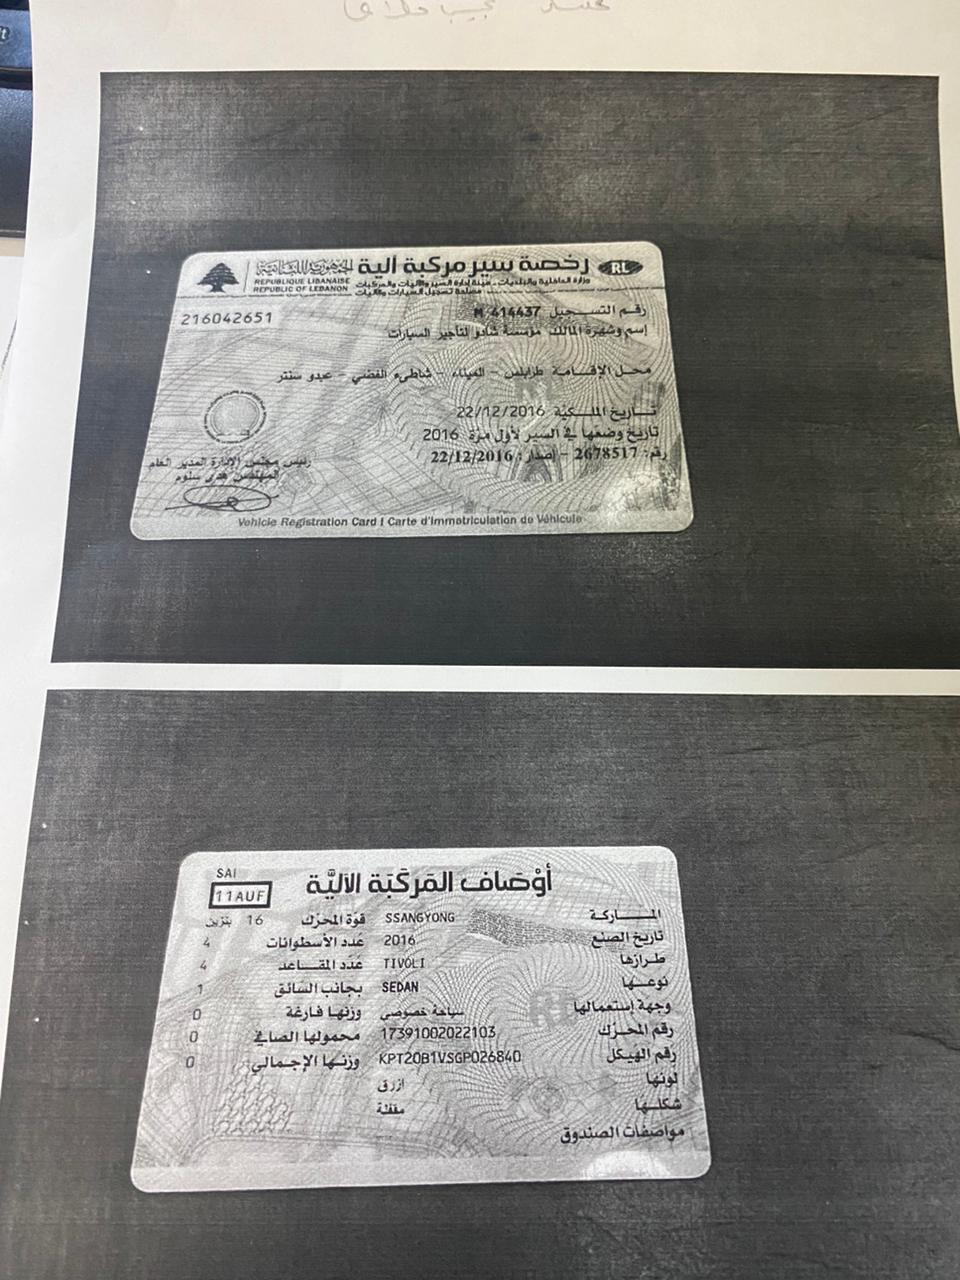 RL رخصة سير مركبة آلية
الجمهورية اللبنانية
REPUBLIQUE LIBANAISE
REPUBLIC OF LEBANON
وزارة الداخلية والبلديات - هيئة إدارة السير والآليات والمركبات
مصلحة تسجيل السيارات والآليات
216042651
رقم التسجيل M 414437
إسم وشهرة المالك مؤسسة شادو لتأجير السيارات
محل الإقامة طرابلس - الميناء - شاطىء الفضي - عبدو سنتر
تاريخ الملكية 22/12/2016
تاريخ وضعها في السير لأول مرة 2016
رقم: 2678517 - إصدار: 22/12/2016
رئيس مجلس الإدارة المدير العام
المهندس هدى سلوم
Vehicle Registration Card / Carte d'Immatriculation de Véhicule
SAI
11AUF
أوْصَاف المَركَبَة الآليَّة
الماركة SSANGYONG قوة المحرك 16 بنزين
تاريخ الصنع 2016 عدد الأسطوانات 4
طرازها TIVOLI عدد المقاعد 4
نوعها SEDAN بجانب السائق 1
وجهة إستعمالها سياحة خصوصي وزنها فارغة 0
رقم المحرك 17391002022103 محمولها الصافي 0
رقم الهيكل KPT20B1VSGP026840 وزنها الإجمالي 0
لونها ازرق
شكلها مقفلة
مواصفات الصندوق